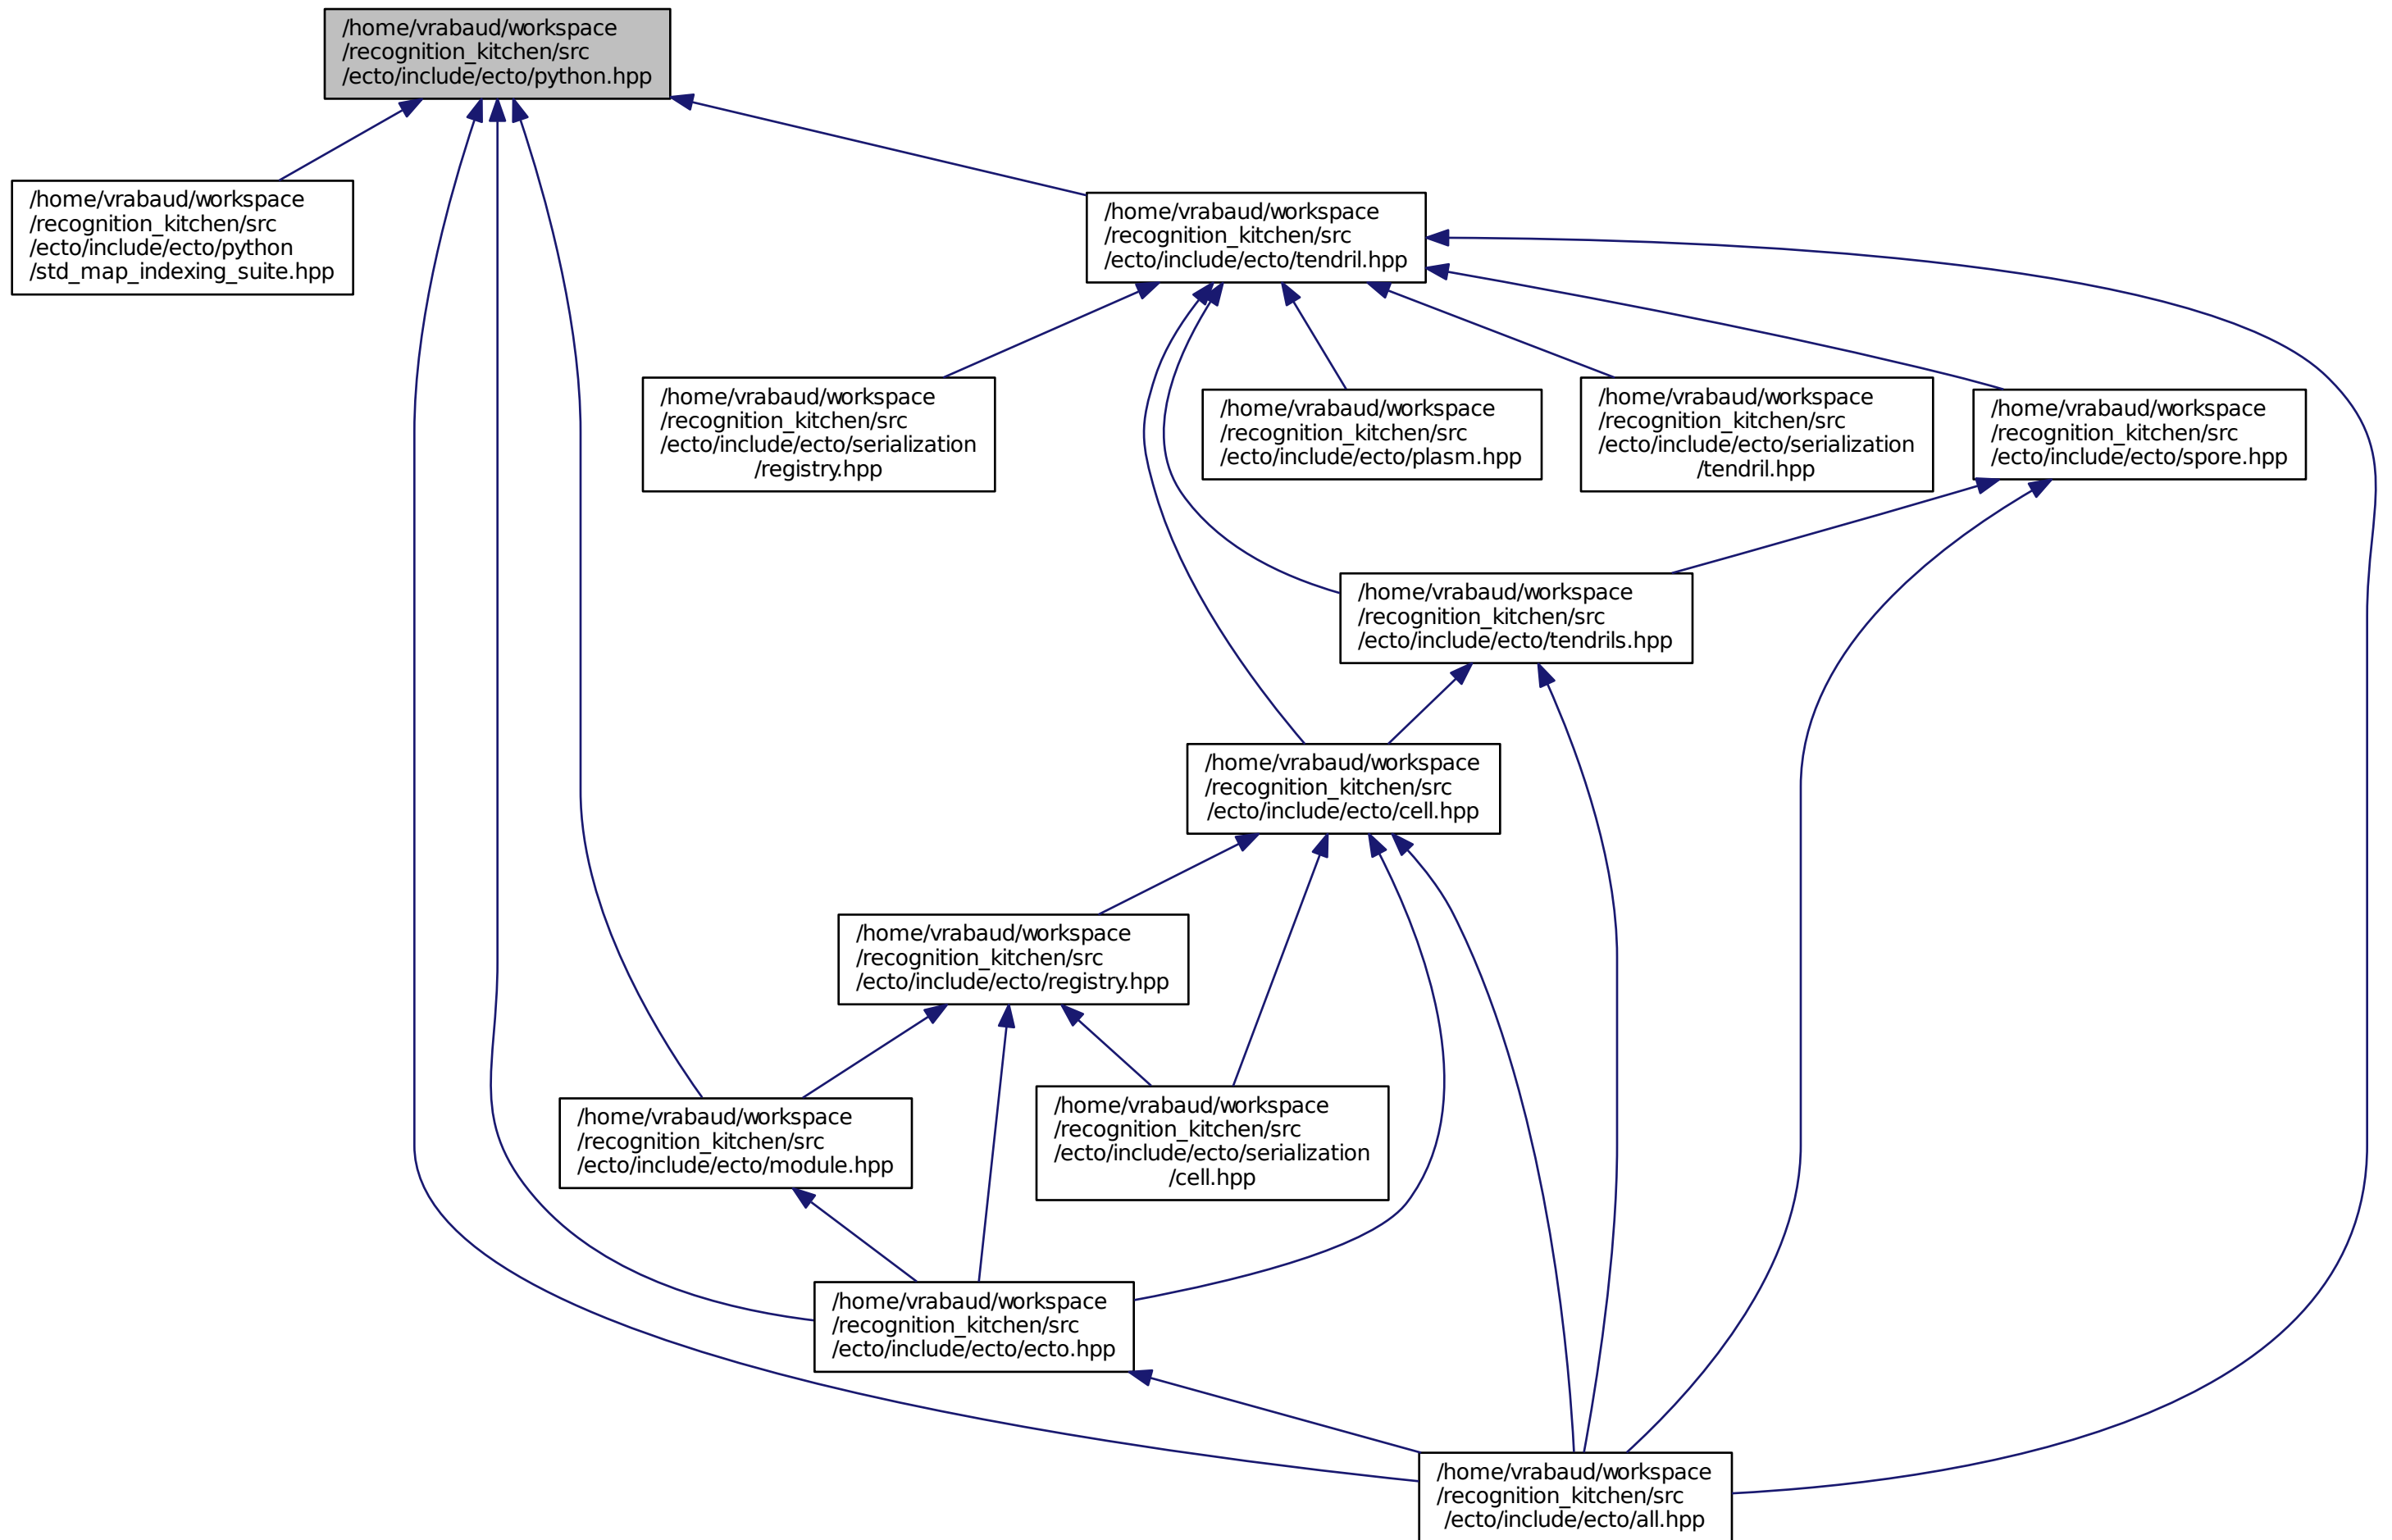 /home/vrabaud/workspace
/recognition_kitchen/src
/ecto/include/ecto/python.hpp
/home/vrabaud/workspace
/recognition_kitchen/src
/ecto/include/ecto/python
/std_map_indexing_suite.hpp
/home/vrabaud/workspace
/recognition_kitchen/src
/ecto/include/ecto/tendril.hpp
/home/vrabaud/workspace
/recognition_kitchen/src
/ecto/include/ecto/serialization
/registry.hpp
/home/vrabaud/workspace
/recognition_kitchen/src
/ecto/include/ecto/plasm.hpp
/home/vrabaud/workspace
/recognition_kitchen/src
/ecto/include/ecto/serialization
/tendril.hpp
/home/vrabaud/workspace
/recognition_kitchen/src
/ecto/include/ecto/spore.hpp
/home/vrabaud/workspace
/recognition_kitchen/src
/ecto/include/ecto/tendrils.hpp
/home/vrabaud/workspace
/recognition_kitchen/src
/ecto/include/ecto/cell.hpp
/home/vrabaud/workspace
/recognition_kitchen/src
/ecto/include/ecto/registry.hpp
/home/vrabaud/workspace
/recognition_kitchen/src
/ecto/include/ecto/module.hpp
/home/vrabaud/workspace
/recognition_kitchen/src
/ecto/include/ecto/serialization
/cell.hpp
/home/vrabaud/workspace
/recognition_kitchen/src
/ecto/include/ecto/ecto.hpp
/home/vrabaud/workspace
/recognition_kitchen/src
/ecto/include/ecto/all.hpp